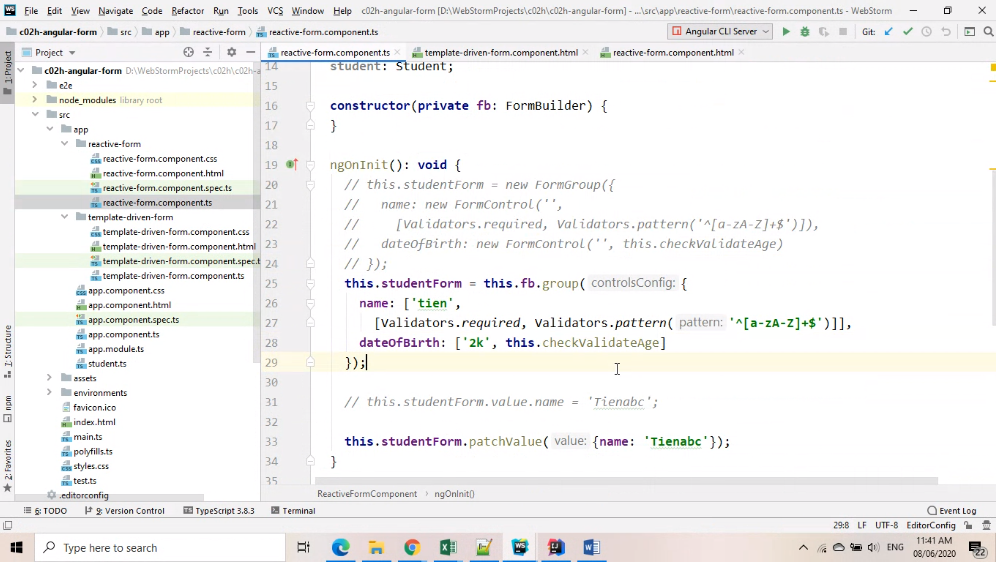 File Edit View Navigate Code Refactor Run Tools VCS Window Help c02h-angular-form [D:\WebStormProjects\c02h\c02h-angular-form] - ...\src\app\reactive-form\reactive-form.component.ts - WebStorm
c02h-angular-form src app reactive-form reactive-form.component.ts Angular CLI Server Git:
Project reactive-form.component.ts template-driven-form.component.html reactive-form.component.html
1: Project
7: Structure
npm
2: Favorites
c02h-angular-form D:\WebStormProjects\c02h\c02h-a
e2e
node_modules library root
src
app
reactive-form
reactive-form.component.css
reactive-form.component.html
reactive-form.component.spec.ts
reactive-form.component.ts
template-driven-form
template-driven-form.component.css
template-driven-form.component.html
template-driven-form.component.spec.t
template-driven-form.component.ts
app.component.css
app.component.html
app.component.spec.ts
app.component.ts
app.module.ts
student.ts
assets
environments
favicon.ico
index.html
main.ts
polyfills.ts
styles.css
test.ts
.editorconfig
14 student: Student;
15
16 constructor(private fb: FormBuilder) {
17 }
18
19 ngOnInit(): void {
20 // this.studentForm = new FormGroup({
21 // name: new FormControl('',
22 // [Validators.required, Validators.pattern('^[a-zA-Z]+$')]),
23 // dateOfBirth: new FormControl('', this.checkValidateAge)
24 // });
25 this.studentForm = this.fb.group( controlsConfig: {
26 name: ['tien',
27 [Validators.required, Validators.pattern( pattern: '^[a-zA-Z]+$')]],
28 dateOfBirth: ['2k', this.checkValidateAge]
29 });
30
31 // this.studentForm.value.name = 'Tienabc';
32
33 this.studentForm.patchValue( value: {name: 'Tienabc'});
34 }
ReactiveFormComponent ngOnInit()
6: TODO 9: Version Control TypeScript 3.8.3 Terminal Event Log
29:8 LF UTF-8 EditorConfig
Type here to search
ENG
11:41 AM
08/06/2020
22